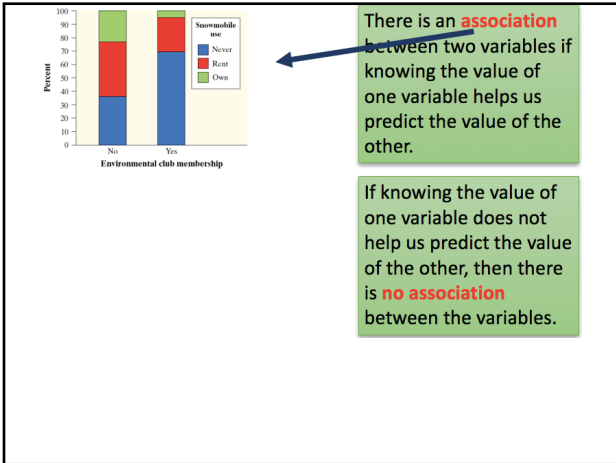 Snowmobile
use
Never
Rent
Own
Percent
100
90
80
70
60
50
40
30
20
10
0
No Yes
Environmental club membership
There is an association
between two variables if
knowing the value of
one variable helps us
predict the value of the
other.
If knowing the value of
one variable does not
help us predict the value
of the other, then there
is no association
between the variables.